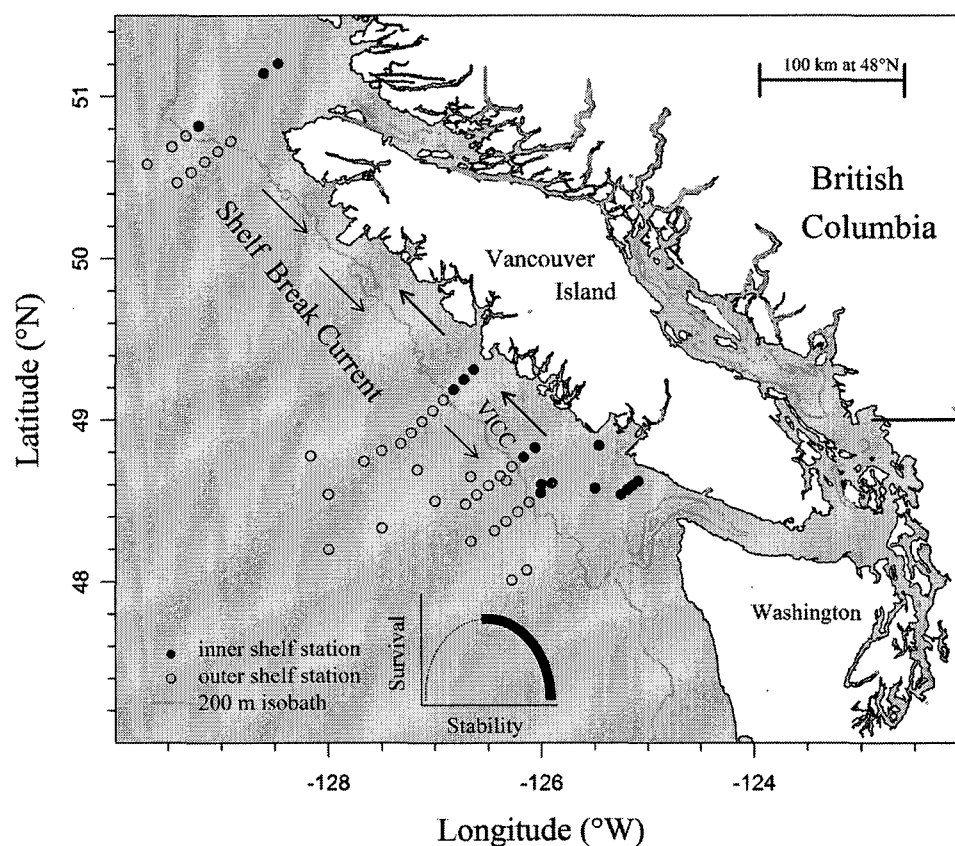 100 km at 48°N
British
Columbia
Vancouver
Island
Shelf Break Current
VICC
Washington
Survival
Stability
inner shelf station
outer shelf station
200 m isobath
51
50
49
48
Latitude (°N)
-128
-126
-124
Longitude (°W)